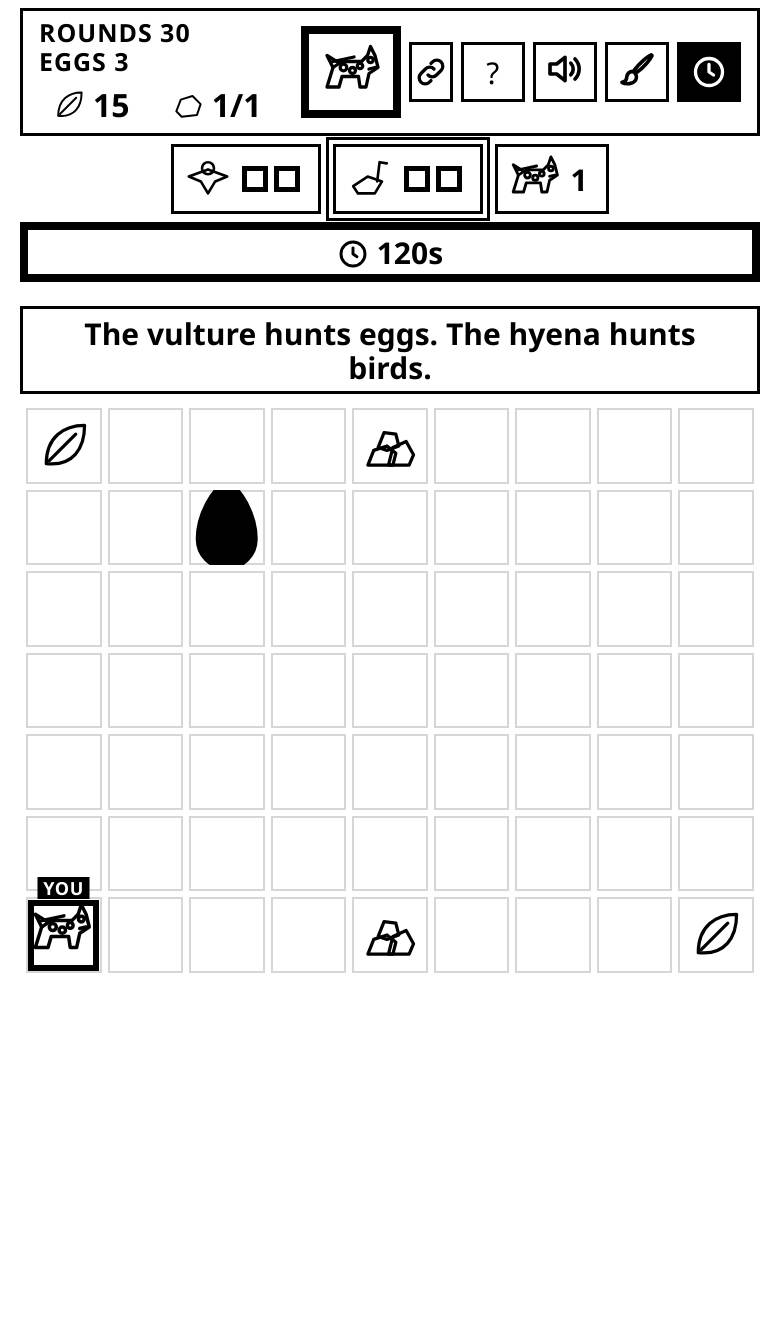 ROUNDS 30
EGGS 3
15 1/1
?
1
120s
The vulture hunts eggs. The hyena hunts
birds.
YOU